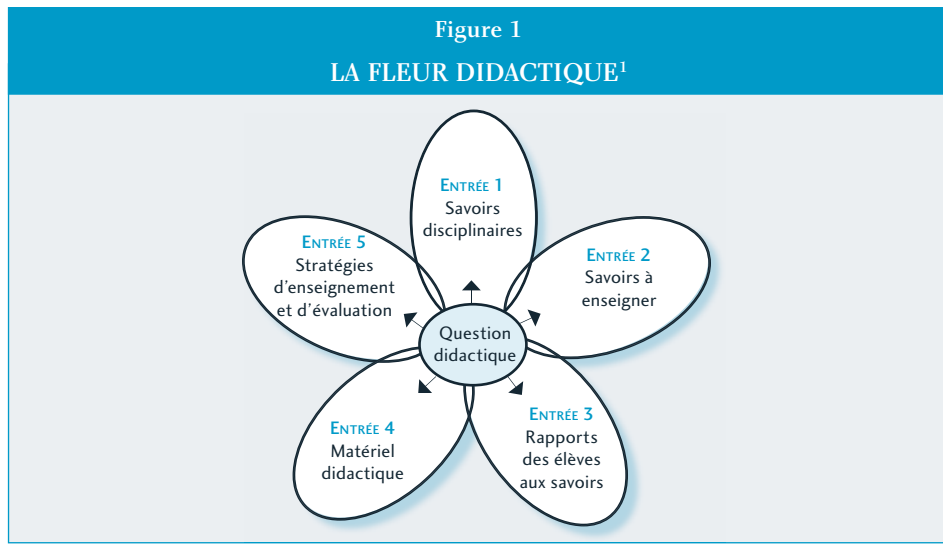 Figure 1
LA FLEUR DIDACTIQUE¹
ENTRÉE 1
Savoirs
disciplinaires
ENTRÉE 2
Savoirs à
enseigner
ENTRÉE 3
Rapports
des élèves
aux savoirs
ENTRÉE 4
Matériel
didactique
ENTRÉE 5
Stratégies
d'enseignement
et d'évaluation
Question
didactique